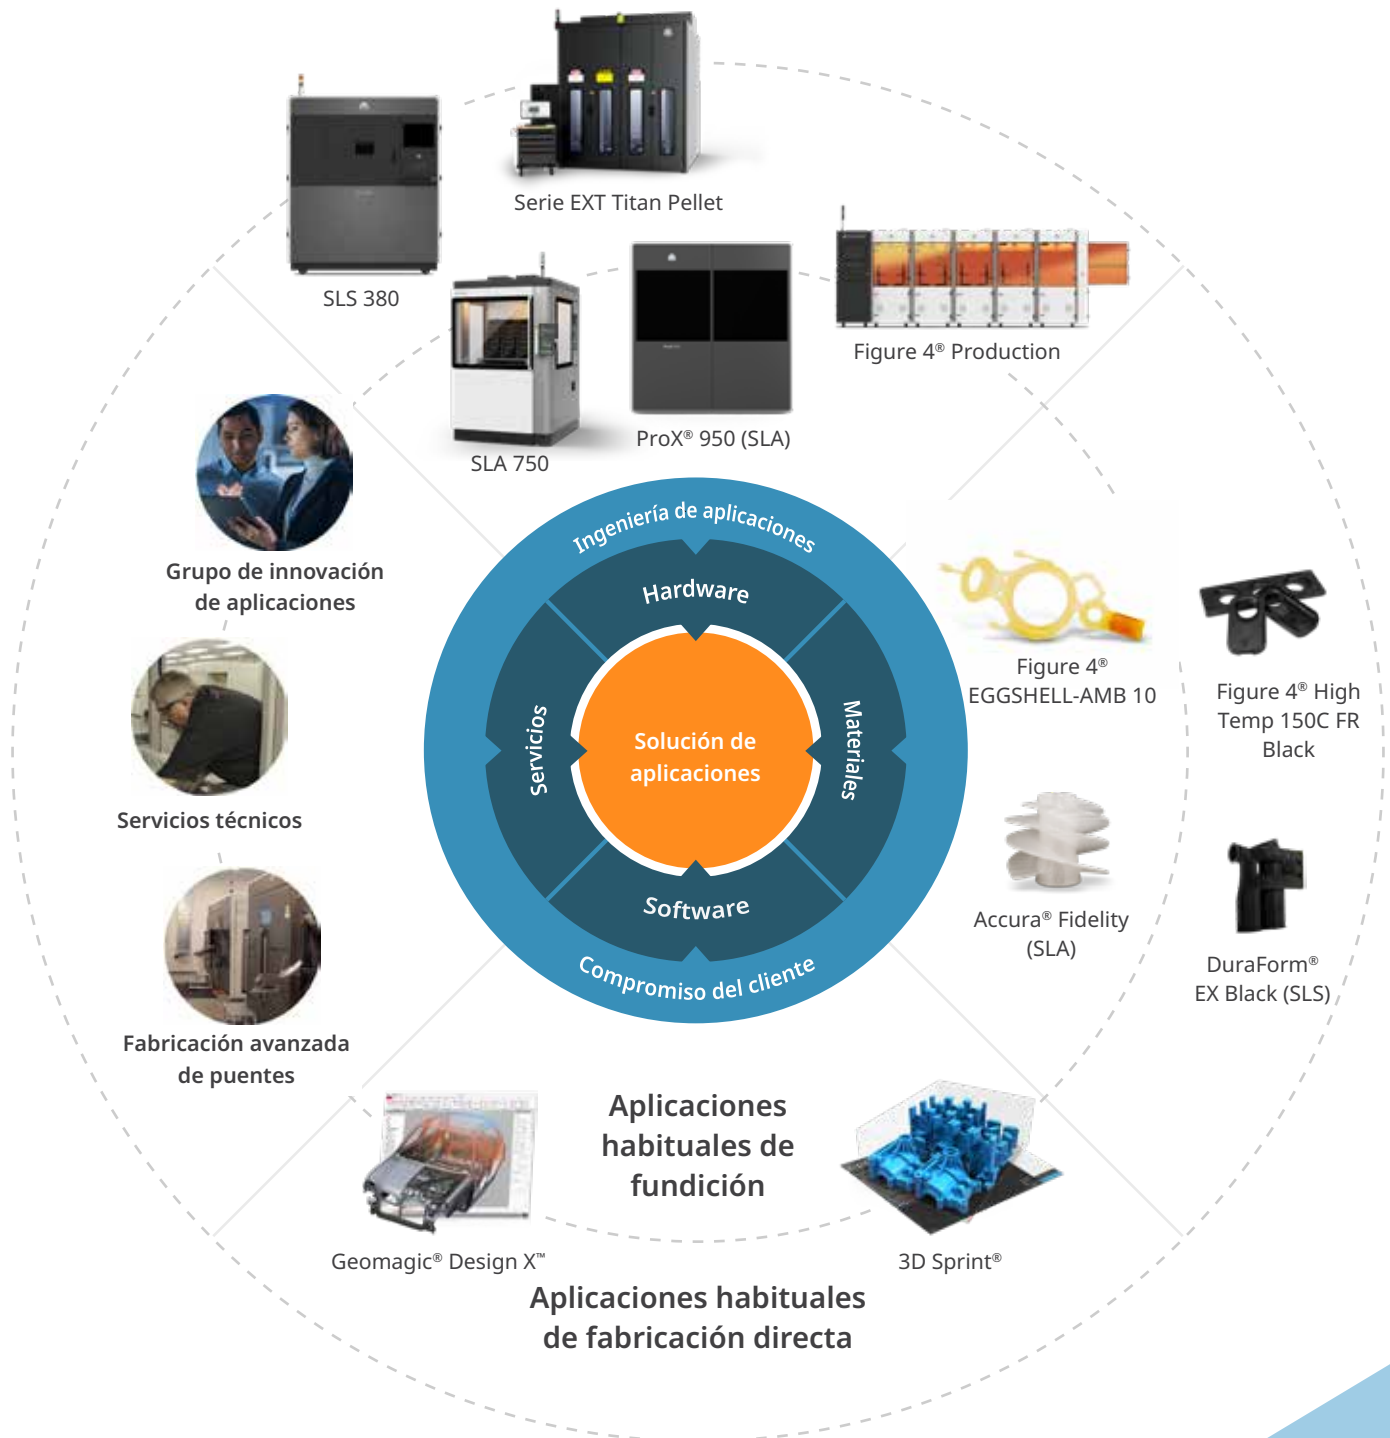 Serie EXT Titan Pellet
SLS 380
Figure 4® Production
ProX® 950 (SLA)
SLA 750
Grupo de innovación
de aplicaciones
Servicios técnicos
Fabricación avanzada
de puentes
Ingeniería de aplicaciones
Hardware
Servicios
Solución de
aplicaciones
Materiales
Software
Compromiso del cliente
Figure 4®
EGGSHELL-AMB 10
Figure 4® High
Temp 150C FR
Black
Accura® Fidelity
(SLA)
DuraForm®
EX Black (SLS)
Aplicaciones
habituales de
fundición
Geomagic® Design X™
3D Sprint®
Aplicaciones habituales
de fabricación directa